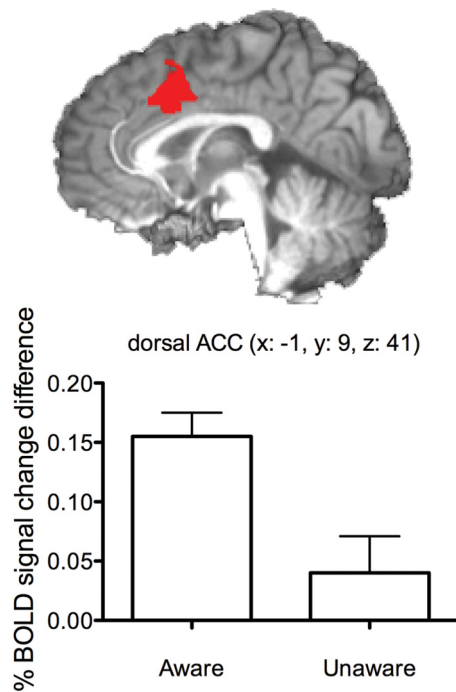 dorsal ACC (x: -1, y: 9, z: 41)
% BOLD signal change difference
0.20
0.15
0.10
0.05
0.00
Aware Unaware